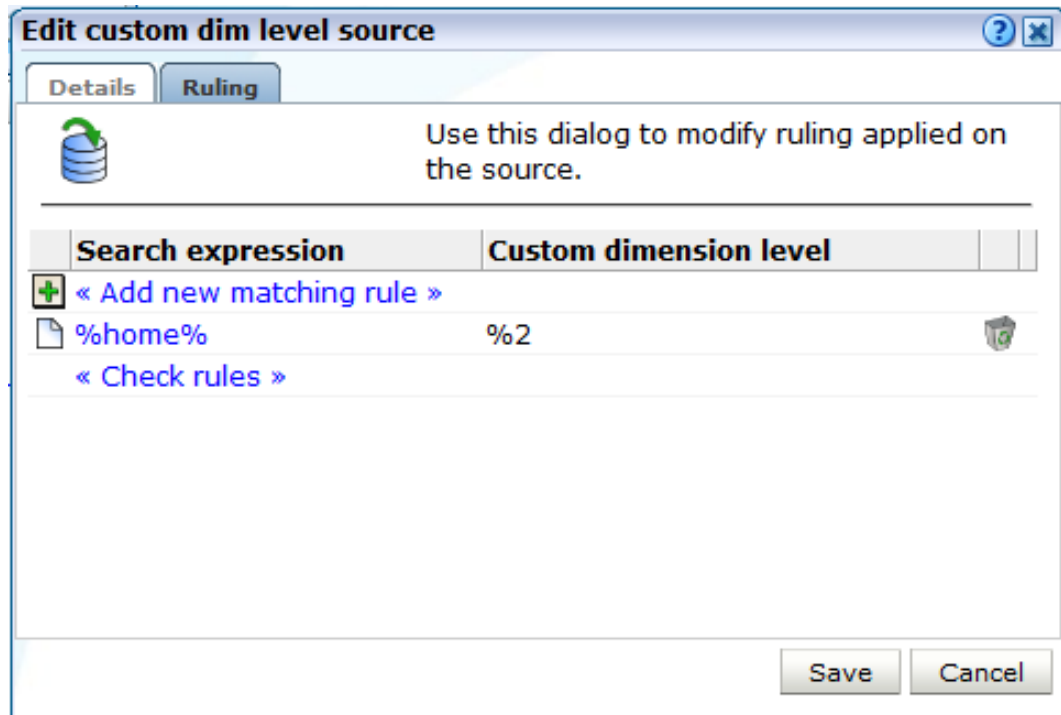 Edit custom dim level source
Details Ruling
Use this dialog to modify ruling applied on
the source.
Search expression Custom dimension level
« Add new matching rule »
%home% %2
« Check rules »
Save Cancel